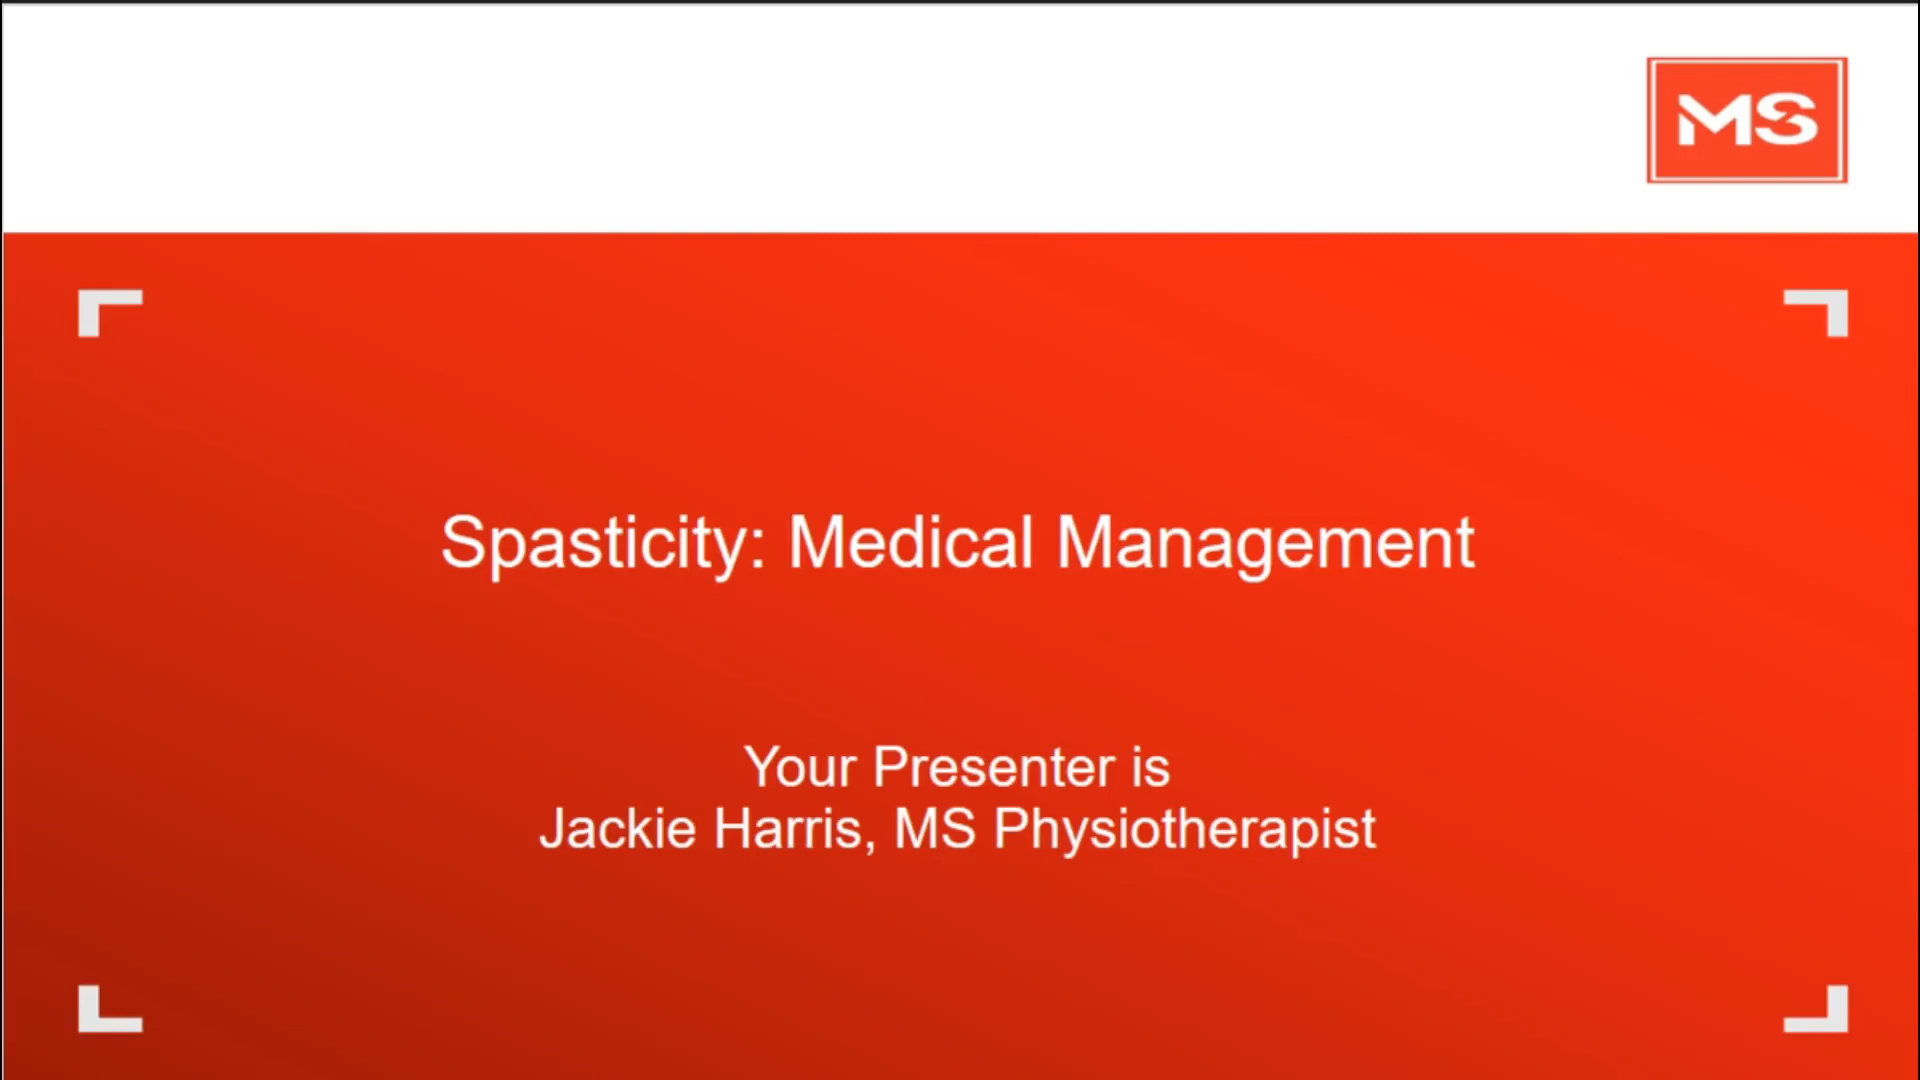 MS
Spasticity: Medical Management
Your Presenter is
Jackie Harris, MS Physiotherapist